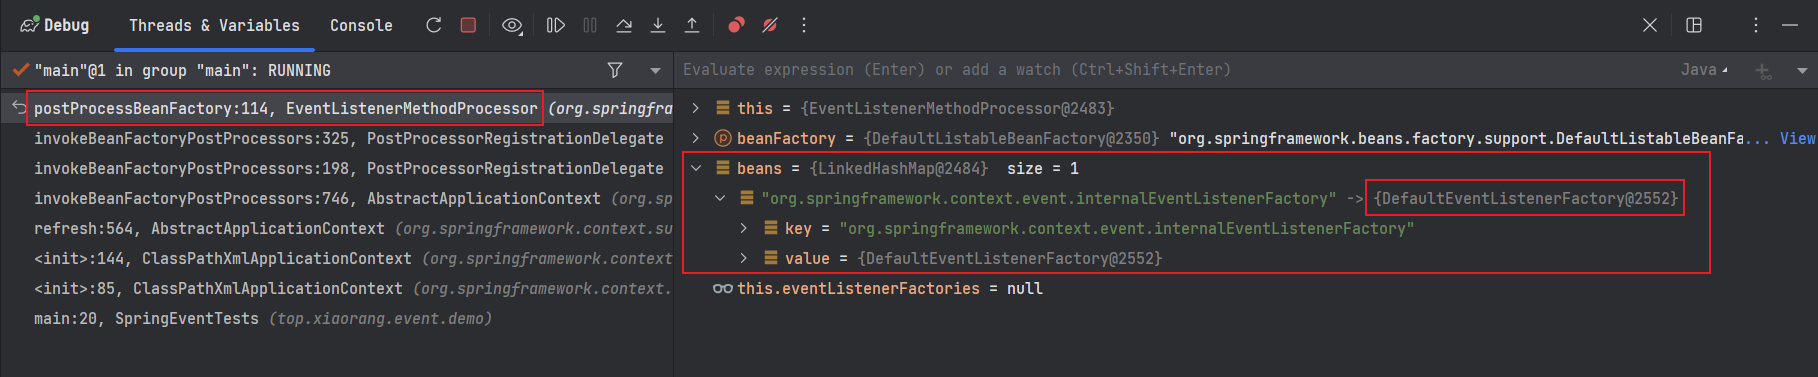 Debug Threads & Variables Console
"main"@1 in group "main": RUNNING
postProcessBeanFactory:114, EventListenerMethodProcessor (org.springfra
invokeBeanFactoryPostProcessors:325, PostProcessorRegistrationDelegate
invokeBeanFactoryPostProcessors:198, PostProcessorRegistrationDelegate
invokeBeanFactoryPostProcessors:746, AbstractApplicationContext (org.sp
refresh:564, AbstractApplicationContext (org.springframework.context.su
<init>:144, ClassPathXmlApplicationContext (org.springframework.context
<init>:85, ClassPathXmlApplicationContext (org.springframework.context.
main:20, SpringEventTests (top.xiaorang.event.demo)
Evaluate expression (Enter) or add a watch (Ctrl+Shift+Enter) Java
this = {EventListenerMethodProcessor@2483}
beanFactory = {DefaultListableBeanFactory@2350} "org.springframework.beans.factory.support.DefaultListableBeanFa... View
beans = {LinkedHashMap@2484} size = 1
"org.springframework.context.event.internalEventListenerFactory" -> {DefaultEventListenerFactory@2552}
key = "org.springframework.context.event.internalEventListenerFactory"
value = {DefaultEventListenerFactory@2552}
this.eventListenerFactories = null